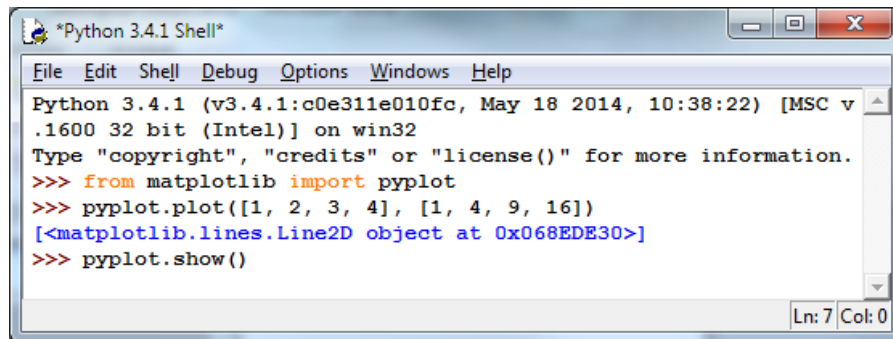 *Python 3.4.1 Shell*
File Edit Shell Debug Options Windows Help
Python 3.4.1 (v3.4.1:c0e311e010fc, May 18 2014, 10:38:22) [MSC v
.1600 32 bit (Intel)] on win32
Type "copyright", "credits" or "license()" for more information.
>>> from matplotlib import pyplot
>>> pyplot.plot([1, 2, 3, 4], [1, 4, 9, 16])
[<matplotlib.lines.Line2D object at 0x068EDE30>]
>>> pyplot.show()
Ln: 7 Col: 0